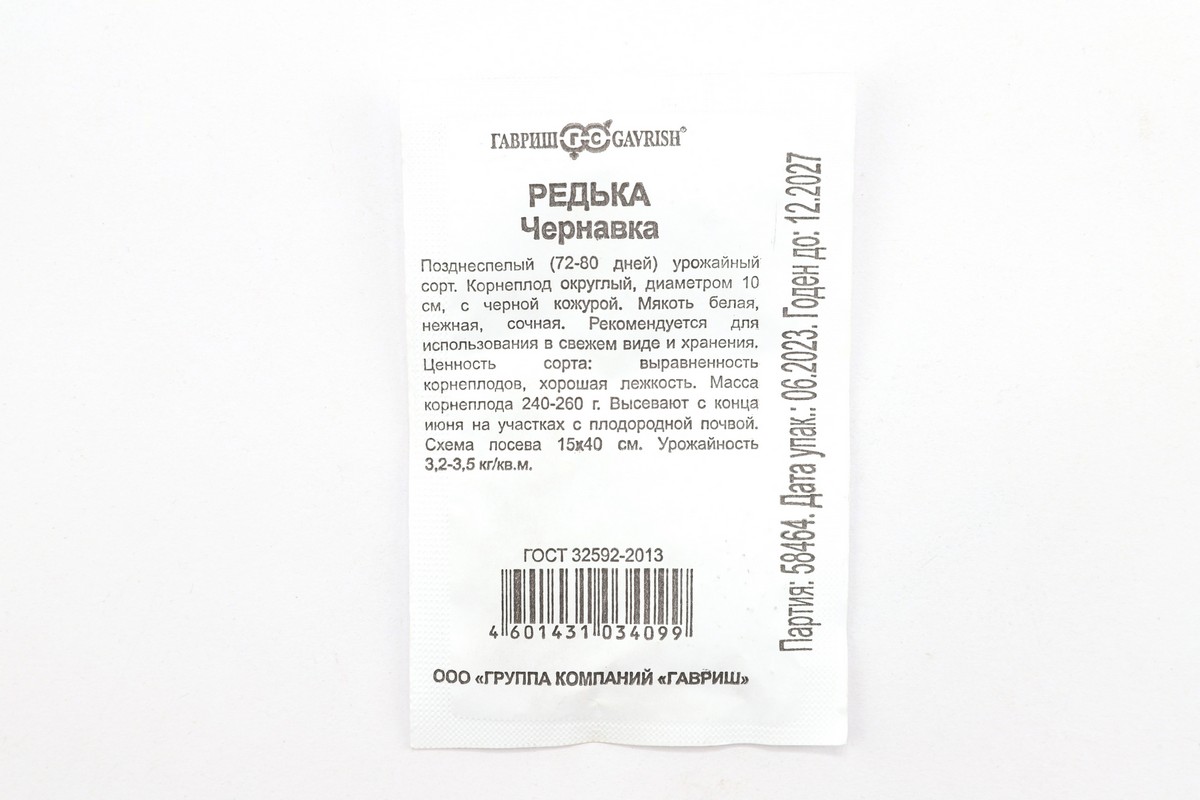 ГАВРИШ ГС GAVRISH®
РЕДЬКА
Чернавка
Позднеспелый (72-80 дней) урожайный
сорт. Корнеплод округлый, диаметром 10
см, с черной кожурой. Мякоть белая,
нежная, сочная. Рекомендуется для
использования в свежем виде и хранения.
Ценность сорта: выравненность
корнеплодов, хорошая лежкость. Масса
корнеплода 240-260 г. Высевают с конца
июня на участках с плодородной почвой.
Схема посева 15х40 см. Урожайность
3,2-3,5 кг/кв.м.
ГОСТ 32592-2013
4 601431 034099
ООО «ГРУППА КОМПАНИЙ «ГАВРИШ»
Партия: 58464. Дата упак.: 06.2023. Годен до: 12.2027